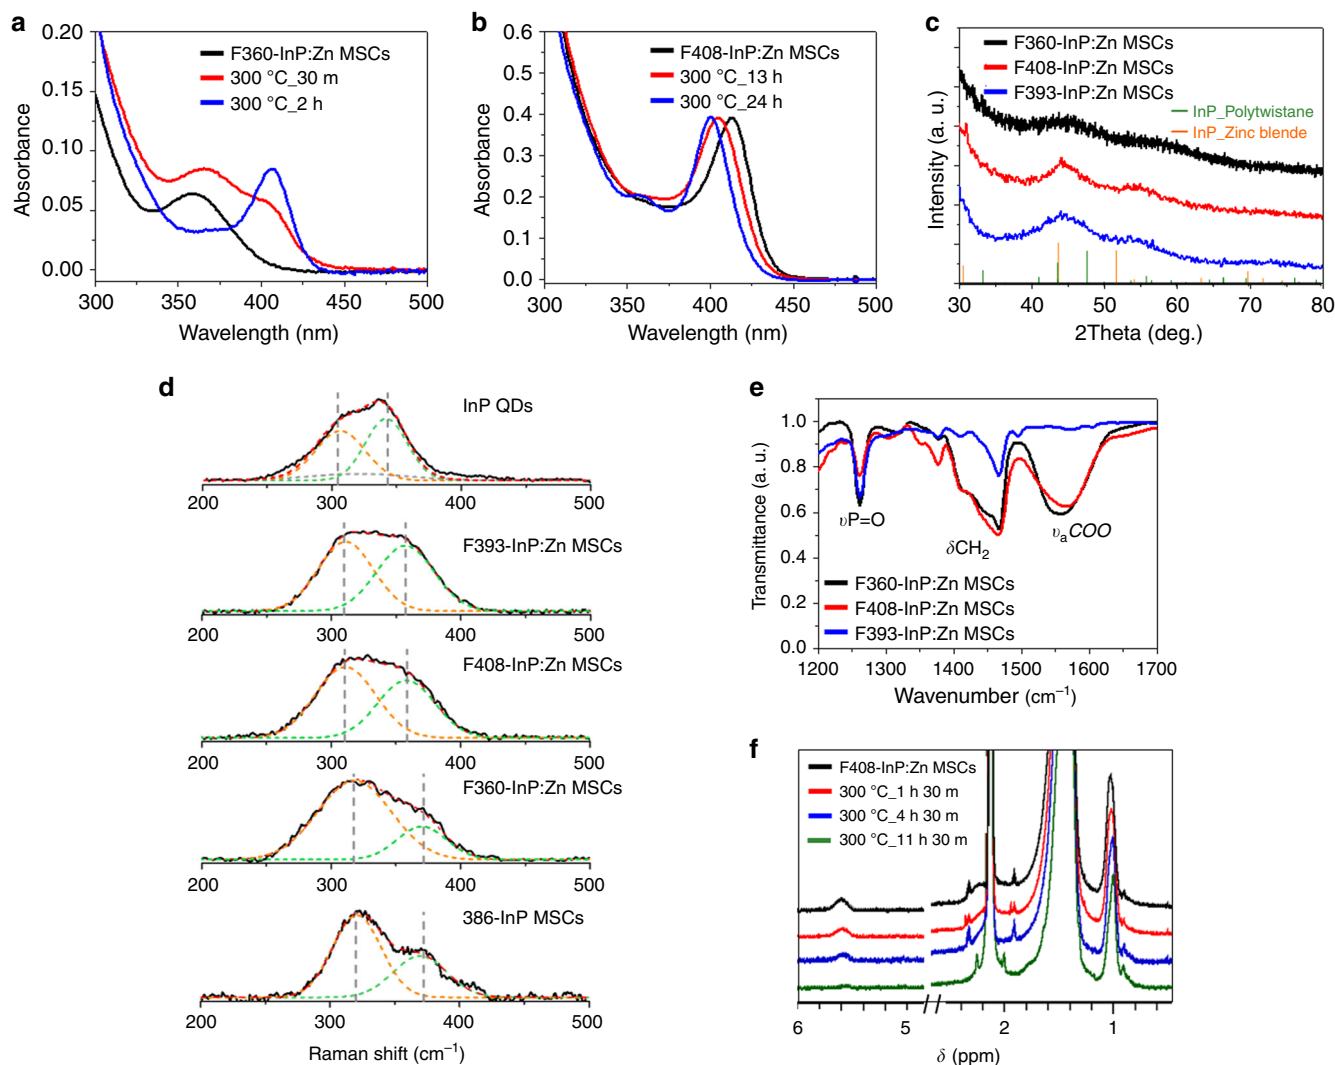 a
0.20
0.15
0.10
0.05
0.00
Absorbance
F360-InP:Zn MSCs
300 °C_30 m
300 °C_2 h
300
350
400
450
500
Wavelength (nm)
b
0.6
0.5
0.4
0.3
0.2
0.1
0.0
Absorbance
F408-InP:Zn MSCs
300 °C_13 h
300 °C_24 h
300
350
400
450
500
Wavelength (nm)
c
Intensity (a. u.)
F360-InP:Zn MSCs
F408-InP:Zn MSCs
F393-InP:Zn MSCs
InP_Polytwistane
InP_Zinc blende
30
40
50
60
70
80
2Theta (deg.)
d
InP QDs
200
300
400
500
F393-InP:Zn MSCs
200
300
400
500
F408-InP:Zn MSCs
200
300
400
500
F360-InP:Zn MSCs
200
300
400
500
386-InP MSCs
200
300
400
500
Raman shift (cm⁻¹)
e
1.0
0.8
0.6
0.4
0.2
0.0
Transmittance (a. u.)
υP=O
δCH₂
υₐCOO
F360-InP:Zn MSCs
F408-InP:Zn MSCs
F393-InP:Zn MSCs
1200
1300
1400
1500
1600
1700
Wavenumber (cm⁻¹)
f
F408-InP:Zn MSCs
300 °C_1 h 30 m
300 °C_4 h 30 m
300 °C_11 h 30 m
6
5
2
1
δ (ppm)